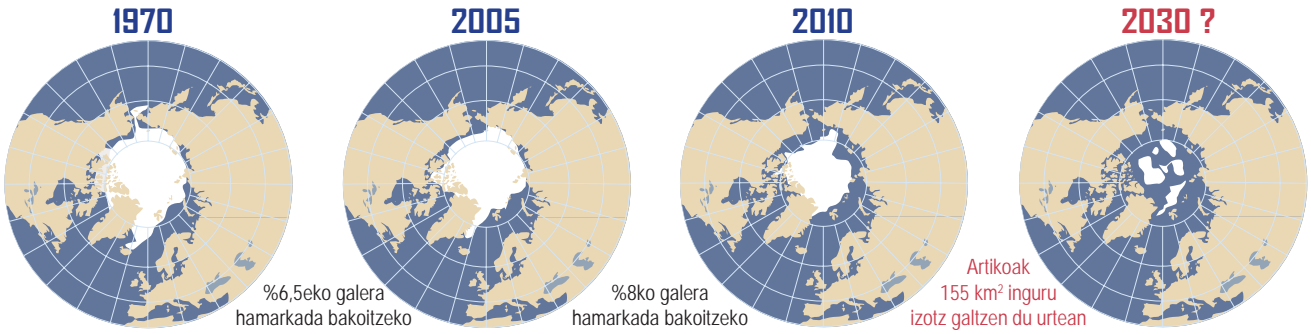 1970
2005
2010
2030 ?
%6,5eko galera
hamarkada bakoitzeko
%8ko galera
hamarkada bakoitzeko
Artikoak
155 km² inguru
izotz galtzen du urtean